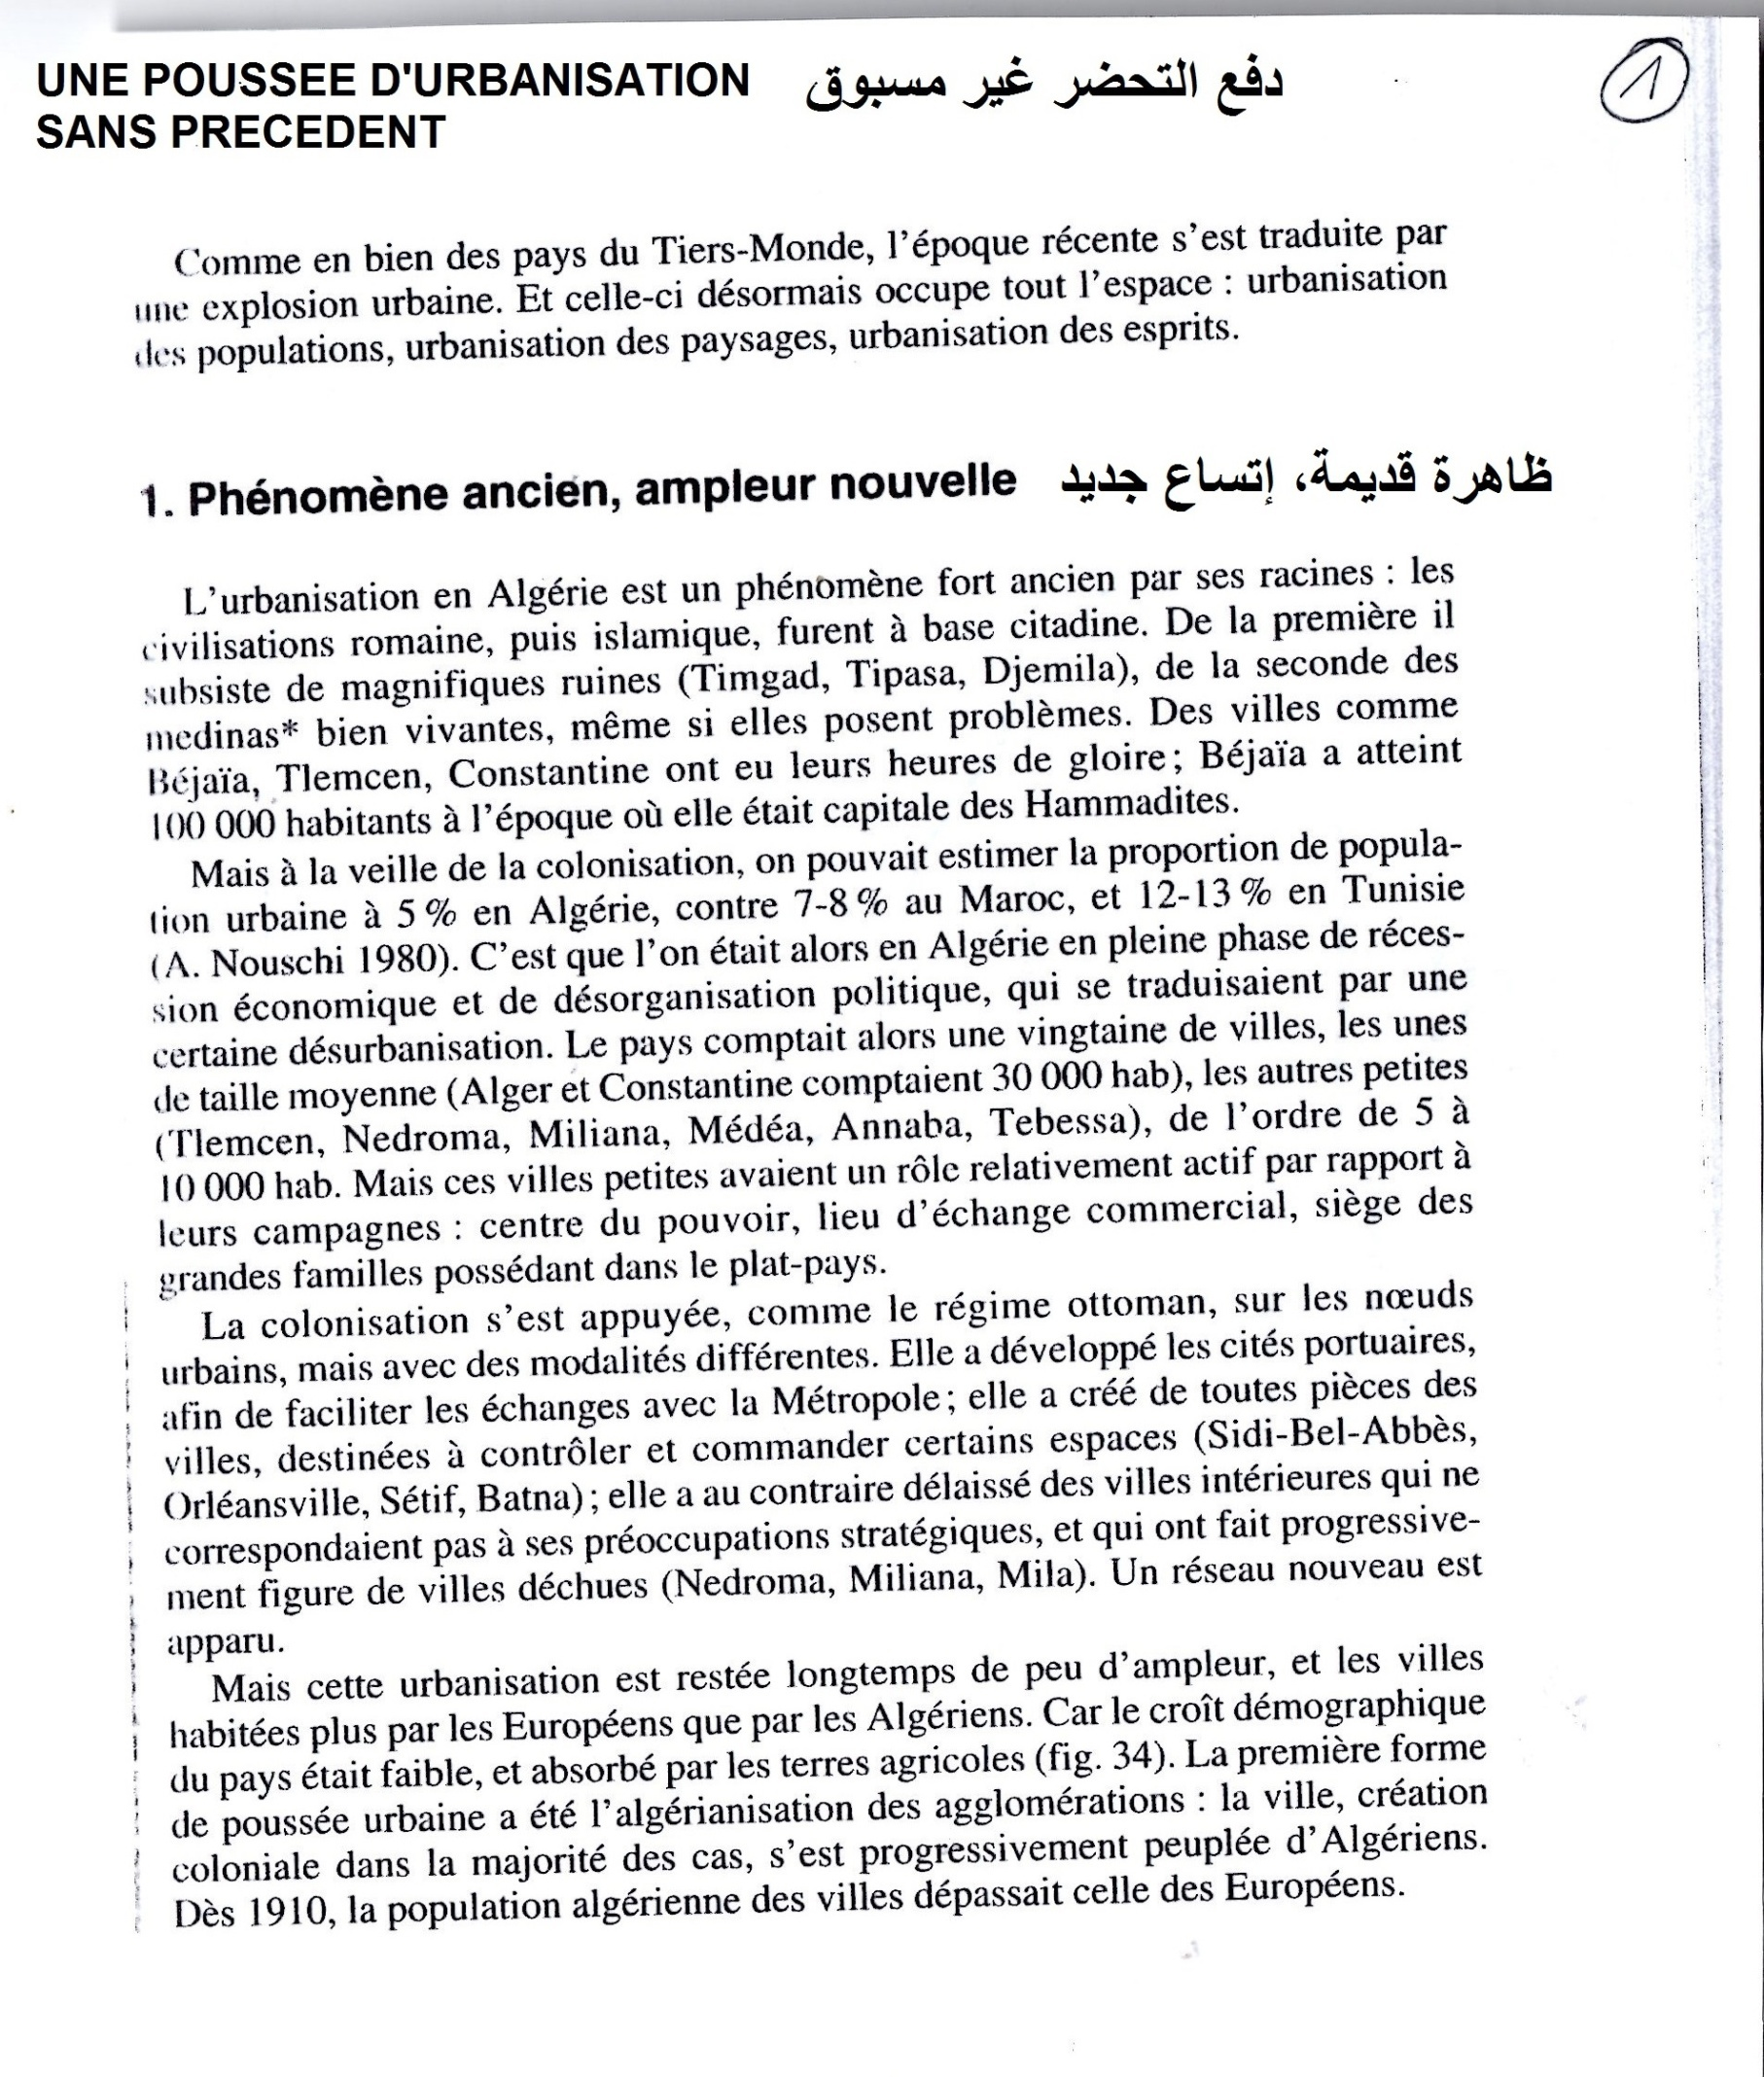 UNE POUSSEE D'URBANISATION دفع التحضر غير مسبوق
SANS PRECEDENT
1
Comme en bien des pays du Tiers-Monde, l'époque récente s'est traduite par
une explosion urbaine. Et celle-ci désormais occupe tout l'espace : urbanisation
des populations, urbanisation des paysages, urbanisation des esprits.
1. Phénomène ancien, ampleur nouvelle ظاهرة قديمة، إتساع جديد
L'urbanisation en Algérie est un phénomène fort ancien par ses racines : les
civilisations romaine, puis islamique, furent à base citadine. De la première il
subsiste de magnifiques ruines (Timgad, Tipasa, Djemila), de la seconde des
medinas* bien vivantes, même si elles posent problèmes. Des villes comme
Béjaïa, Tlemcen, Constantine ont eu leurs heures de gloire; Béjaïa a atteint
100 000 habitants à l'époque où elle était capitale des Hammadites.
Mais à la veille de la colonisation, on pouvait estimer la proportion de popula-
tion urbaine à 5 % en Algérie, contre 7-8 % au Maroc, et 12-13 % en Tunisie
(A. Nouschi 1980). C'est que l'on était alors en Algérie en pleine phase de réces-
sion économique et de désorganisation politique, qui se traduisaient par une
certaine désurbanisation. Le pays comptait alors une vingtaine de villes, les unes
de taille moyenne (Alger et Constantine comptaient 30 000 hab), les autres petites
(Tlemcen, Nedroma, Miliana, Médéa, Annaba, Tebessa), de l'ordre de 5 à
10 000 hab. Mais ces villes petites avaient un rôle relativement actif par rapport à
leurs campagnes : centre du pouvoir, lieu d'échange commercial, siège des
grandes familles possédant dans le plat-pays.
La colonisation s'est appuyée, comme le régime ottoman, sur les nœuds
urbains, mais avec des modalités différentes. Elle a développé les cités portuaires,
afin de faciliter les échanges avec la Métropole; elle a créé de toutes pièces des
villes, destinées à contrôler et commander certains espaces (Sidi-Bel-Abbès,
Orléansville, Sétif, Batna); elle a au contraire délaissé des villes intérieures qui ne
correspondaient pas à ses préoccupations stratégiques, et qui ont fait progressive-
ment figure de villes déchues (Nedroma, Miliana, Mila). Un réseau nouveau est
apparu.
Mais cette urbanisation est restée longtemps de peu d'ampleur, et les villes
habitées plus par les Européens que par les Algériens. Car le croît démographique
du pays était faible, et absorbé par les terres agricoles (fig. 34). La première forme
de poussée urbaine a été l'algérianisation des agglomérations : la ville, création
coloniale dans la majorité des cas, s'est progressivement peuplée d'Algériens.
Dès 1910, la population algérienne des villes dépassait celle des Européens.